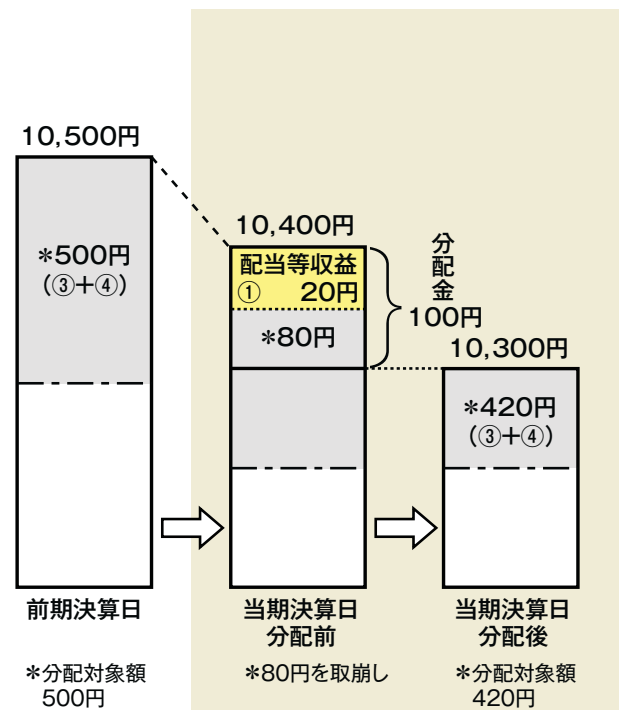 10,500円
*500円
(③+④)
10,400円
配当等収益
① 20円
*80円
分配金
100円
10,300円
*420円
(③+④)
前期決算日
当期決算日
分配前
当期決算日
分配後
*分配対象額
500円
*80円を取崩し
*分配対象額
420円